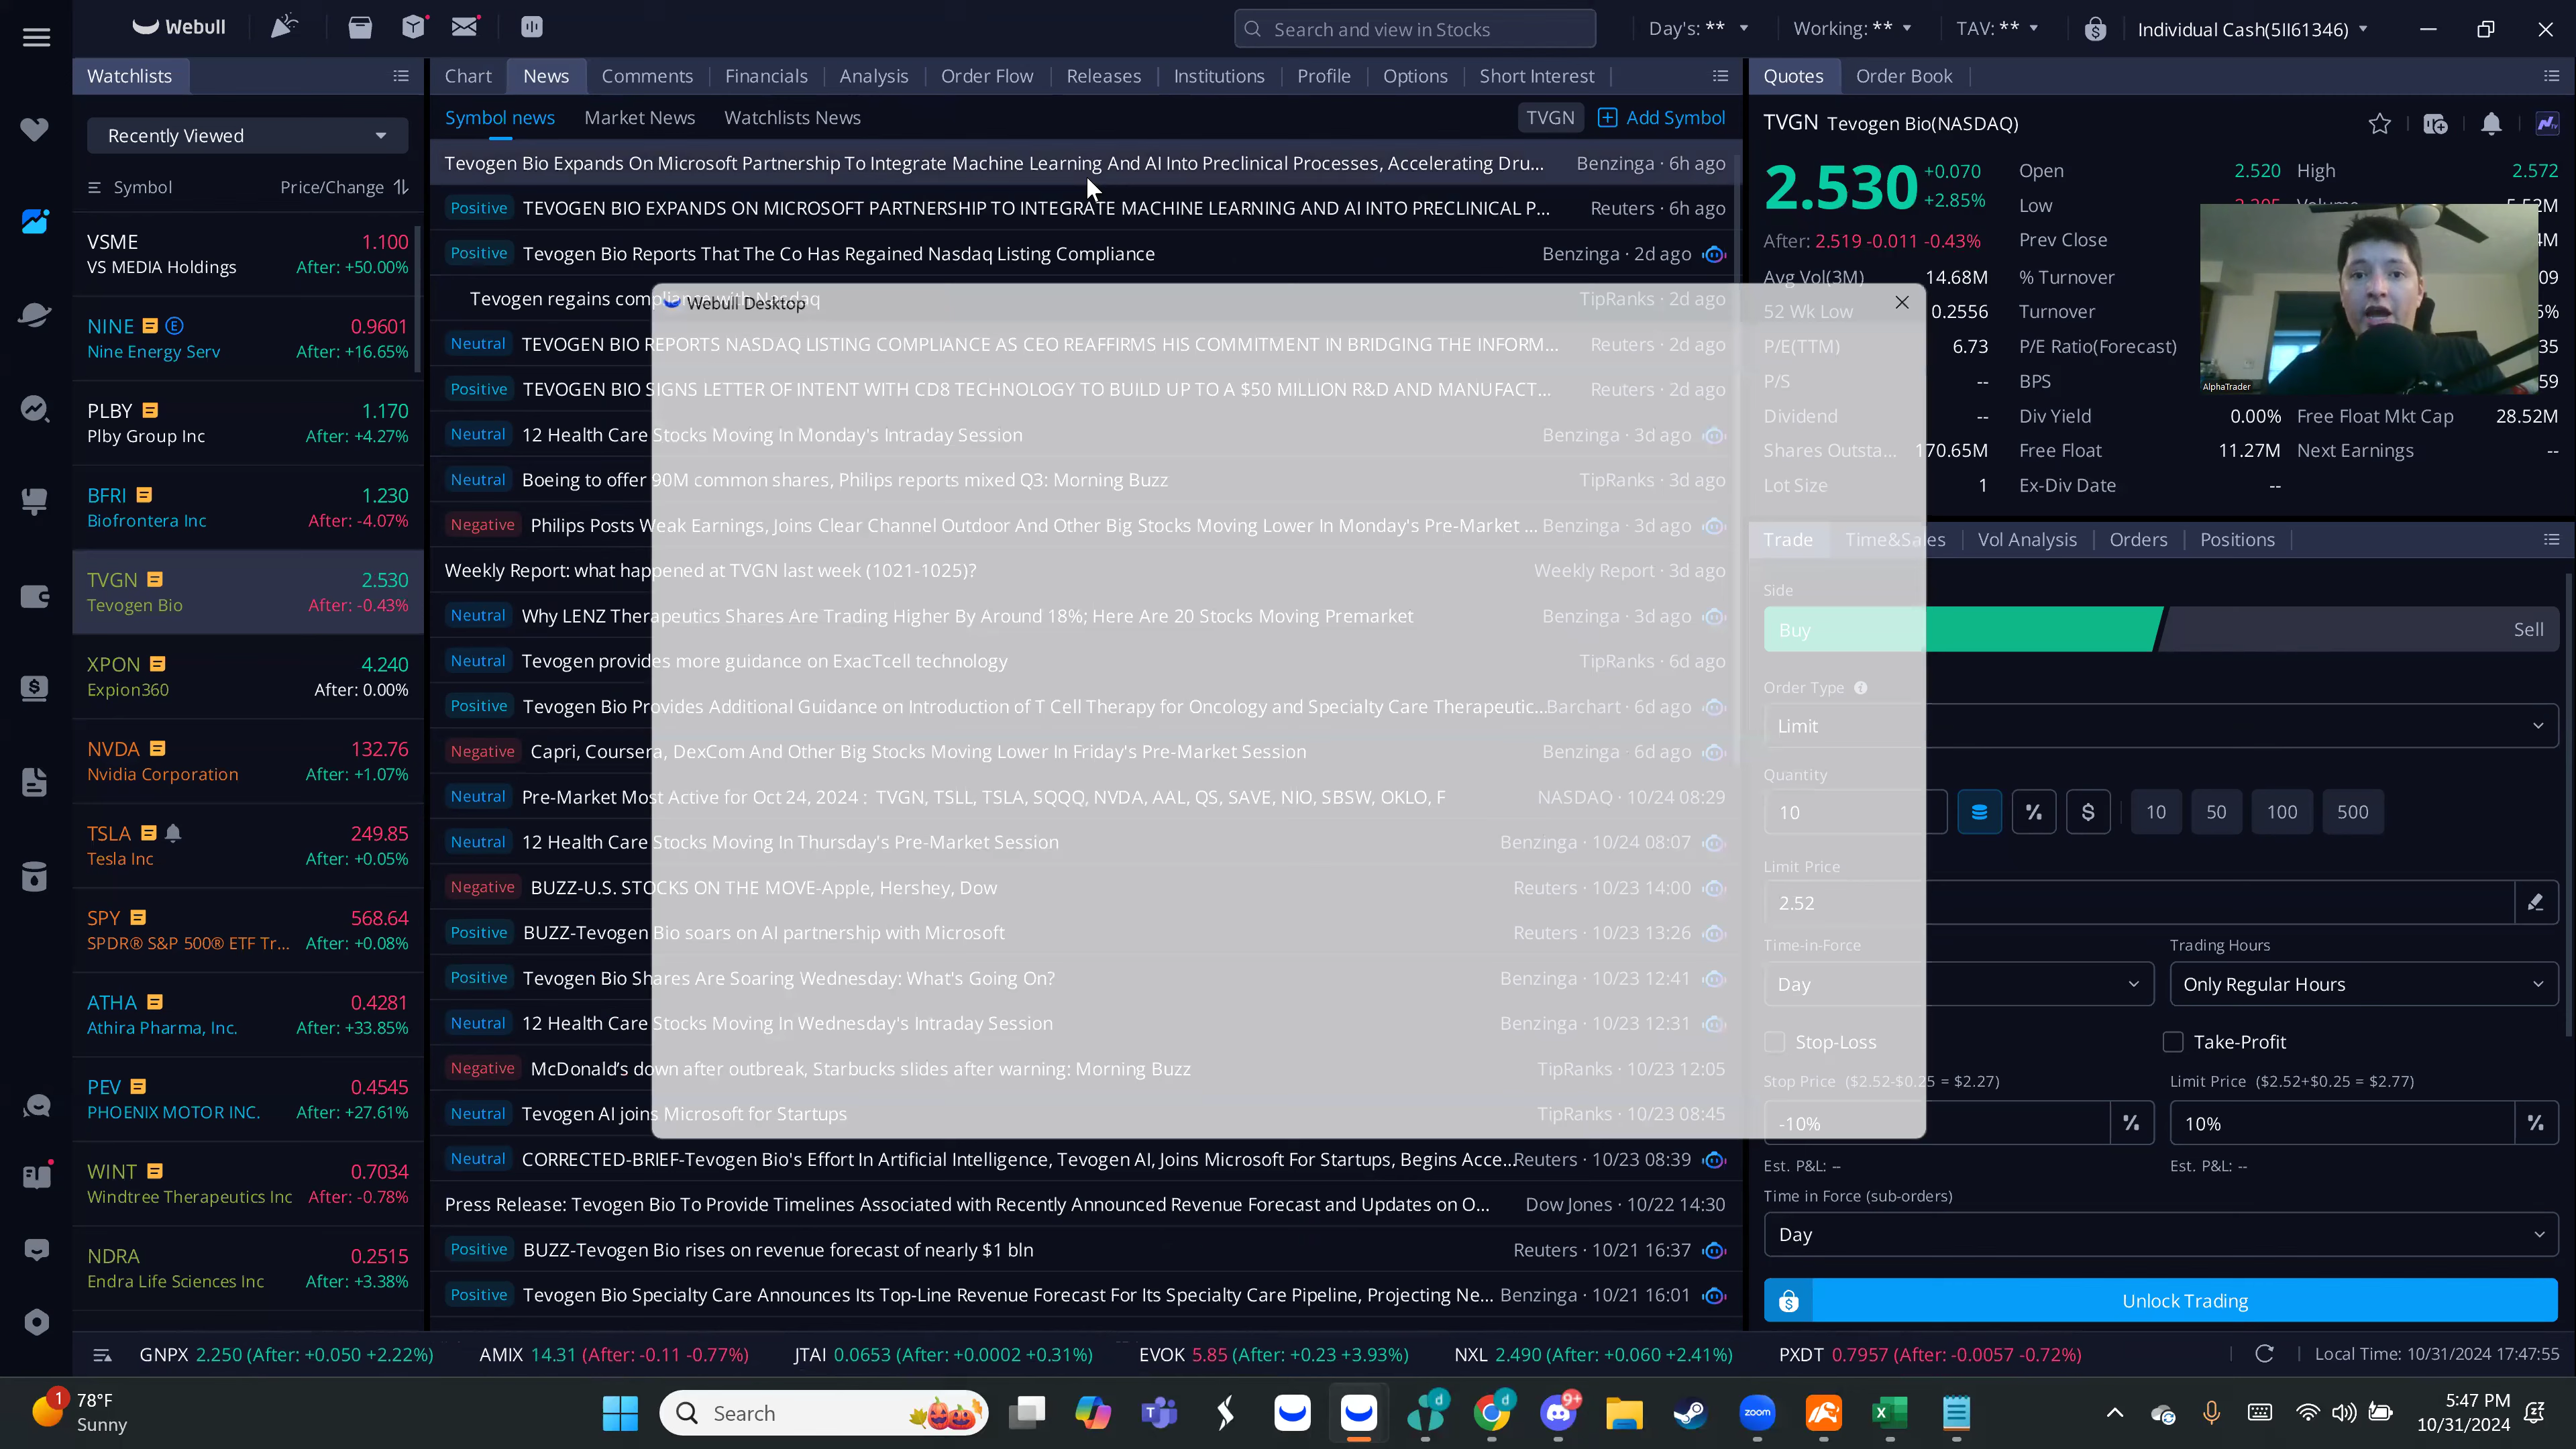 Webull
Search and view in Stocks
Day's: **
Working: **
TAV: **
Individual Cash(5II61346)
Watchlists
Chart
News
Comments
Financials
Analysis
Order Flow
Releases
Institutions
Profile
Options
Short Interest
Quotes
Order Book
Recently Viewed
Symbol
Price/Change
VSME 1.100
VS MEDIA Holdings After: +50.00%
NINE E 0.9601
Nine Energy Serv After: +16.65%
PLBY 1.170
Plby Group Inc After: +4.27%
BFRI 1.230
Biofrontera Inc After: -4.07%
TVGN 2.530
Tevogen Bio After: -0.43%
XPON 4.240
Expion360 After: 0.00%
NVDA 132.76
Nvidia Corporation After: +1.07%
TSLA 249.85
Tesla Inc After: +0.05%
SPY 568.64
SPDR® S&P 500® ETF Tr... After: +0.08%
ATHA 0.4281
Athira Pharma, Inc. After: +33.85%
PEV 0.4545
PHOENIX MOTOR INC. After: +27.61%
WINT 0.7034
Windtree Therapeutics Inc After: -0.78%
NDRA 0.2515
Endra Life Sciences Inc After: +3.38%
Symbol news
Market News
Watchlists News
TVGN
Add Symbol
Tevogen Bio Expands On Microsoft Partnership To Integrate Machine Learning And AI Into Preclinical Processes, Accelerating Dru... Benzinga · 6h ago
Positive TEVOGEN BIO EXPANDS ON MICROSOFT PARTNERSHIP TO INTEGRATE MACHINE LEARNING AND AI INTO PRECLINICAL P... Reuters · 6h ago
Positive Tevogen Bio Reports That The Co Has Regained Nasdaq Listing Compliance Benzinga · 2d ago
Tevogen regains compliance with Nasdaq TipRanks · 2d ago
Webull Desktop
Neutral TEVOGEN BIO REPORTS NASDAQ LISTING COMPLIANCE AS CEO REAFFIRMS HIS COMMITMENT IN BRIDGING THE INFORM... Reuters · 2d ago
Positive TEVOGEN BIO SIGNS LETTER OF INTENT WITH CD8 TECHNOLOGY TO BUILD UP TO A $50 MILLION R&D AND MANUFACT... Reuters · 2d ago
Neutral 12 Health Care Stocks Moving In Monday's Intraday Session Benzinga · 3d ago
Neutral Boeing to offer 90M common shares, Philips reports mixed Q3: Morning Buzz TipRanks · 3d ago
Negative Philips Posts Weak Earnings, Joins Clear Channel Outdoor And Other Big Stocks Moving Lower In Monday's Pre-Market ... Benzinga · 3d ago
Weekly Report: what happened at TVGN last week (1021-1025)? Weekly Report · 3d ago
Neutral Why LENZ Therapeutics Shares Are Trading Higher By Around 18%; Here Are 20 Stocks Moving Premarket Benzinga · 3d ago
Neutral Tevogen provides more guidance on ExacTcell technology TipRanks · 6d ago
Positive Tevogen Bio Provides Additional Guidance on Introduction of T Cell Therapy for Oncology and Specialty Care Therapeutic... Barchart · 6d ago
Negative Capri, Coursera, DexCom And Other Big Stocks Moving Lower In Friday's Pre-Market Session Benzinga · 6d ago
Neutral Pre-Market Most Active for Oct 24, 2024 : TVGN, TSLL, TSLA, SQQQ, NVDA, AAL, QS, SAVE, NIO, SBSW, OKLO, F NASDAQ · 10/24 08:29
Neutral 12 Health Care Stocks Moving In Thursday's Pre-Market Session Benzinga · 10/24 08:07
Negative BUZZ-U.S. STOCKS ON THE MOVE-Apple, Hershey, Dow Reuters · 10/23 14:00
Positive BUZZ-Tevogen Bio soars on AI partnership with Microsoft Reuters · 10/23 13:26
Positive Tevogen Bio Shares Are Soaring Wednesday: What's Going On? Benzinga · 10/23 12:41
Neutral 12 Health Care Stocks Moving In Wednesday's Intraday Session Benzinga · 10/23 12:31
Negative McDonald's down after outbreak, Starbucks slides after warning: Morning Buzz TipRanks · 10/23 12:05
Neutral Tevogen AI joins Microsoft for Startups TipRanks · 10/23 08:45
Neutral CORRECTED-BRIEF-Tevogen Bio's Effort In Artificial Intelligence, Tevogen AI, Joins Microsoft For Startups, Begins Acce... Reuters · 10/23 08:39
Press Release: Tevogen Bio To Provide Timelines Associated with Recently Announced Revenue Forecast and Updates on O... Dow Jones · 10/22 14:30
Positive BUZZ-Tevogen Bio rises on revenue forecast of nearly $1 bln Reuters · 10/21 16:37
Positive Tevogen Bio Specialty Care Announces Its Top-Line Revenue Forecast For Its Specialty Care Pipeline, Projecting Ne... Benzinga · 10/21 16:01
TVGN Tevogen Bio(NASDAQ)
2.530 +0.070 +2.85%
After: 2.519 -0.011 -0.43%
Open 2.520 High 2.572
Low
Prev Close
Avg Vol(3M) 14.68M % Turnover
52 Wk Low 0.2556 Turnover
P/E(TTM) 6.73 P/E Ratio(Forecast)
P/S -- BPS
Dividend -- Div Yield 0.00% Free Float Mkt Cap 28.52M
Shares Outsta... 170.65M Free Float 11.27M Next Earnings --
Lot Size 1 Ex-Div Date --
AlphaTrader
Trade
Time&Sales
Vol Analysis
Orders
Positions
Side
Buy
Sell
Order Type
Limit
Quantity
10
%
$
10
50
100
500
Limit Price
2.52
Time-in-Force
Trading Hours
Day
Only Regular Hours
Stop-Loss
Take-Profit
Stop Price ($2.52-$0.25 = $2.27)
Limit Price ($2.52+$0.25 = $2.77)
-10% %
10% %
Est. P&L: --
Est. P&L: --
Time in Force (sub-orders)
Day
Unlock Trading
GNPX 2.250 (After: +0.050 +2.22%)
AMIX 14.31 (After: -0.11 -0.77%)
JTAI 0.0653 (After: +0.0002 +0.31%)
EVOK 5.85 (After: +0.23 +3.93%)
NXL 2.490 (After: +0.060 +2.41%)
PXDT 0.7957 (After: -0.0057 -0.72%)
Local Time: 10/31/2024 17:47:55
1
78°F
Sunny
Search
d
d
9+
zoom
5:47 PM
10/31/2024